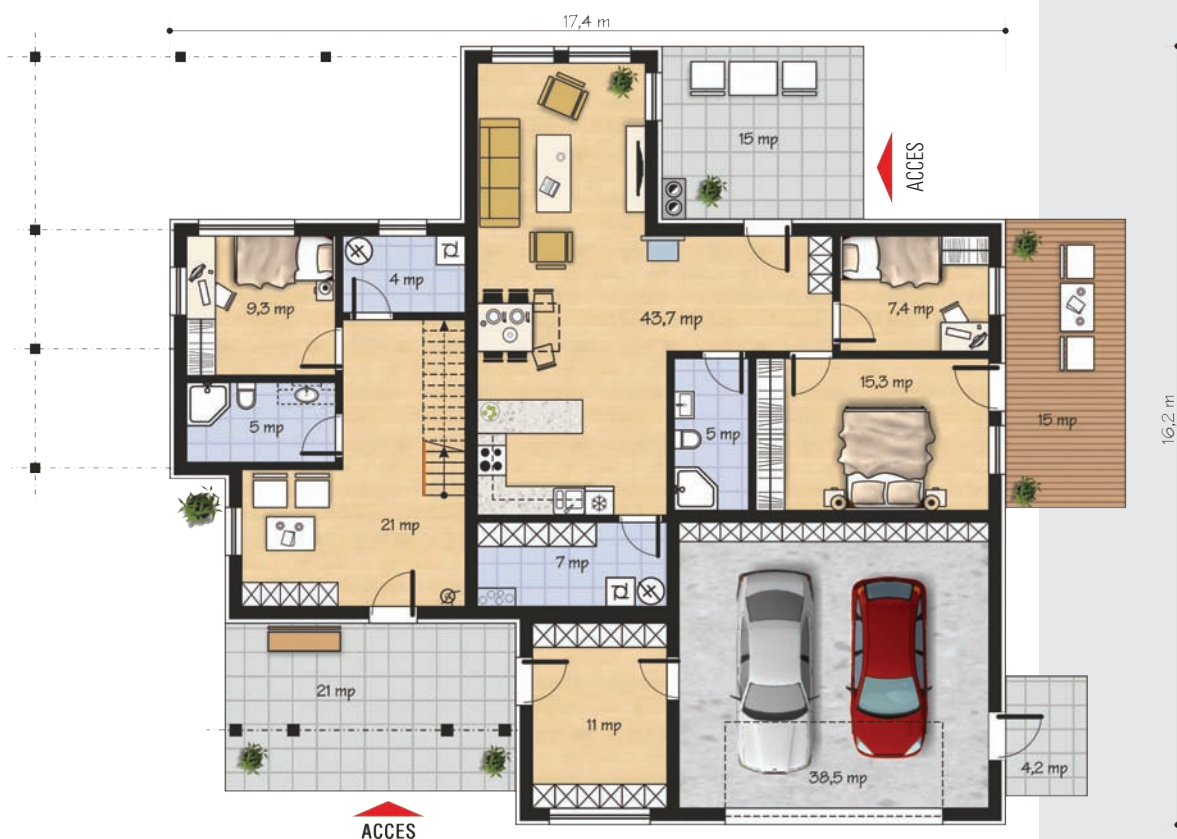 17,4 m
15 mp
ACCES
4 mp
9,3 mp
7,4 mp
43,7 mp
15,3 mp
15 mp
16,2 m
5 mp
5 mp
21 mp
7 mp
21 mp
11 mp
38,5 mp
4,2 mp
ACCES